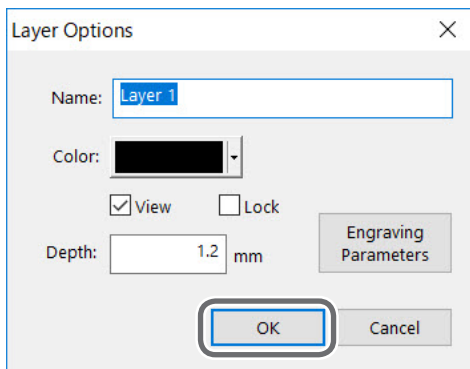 Layer Options
Name: Layer 1
Color:
View Lock
Depth: 1.2 mm
Engraving
Parameters
OK Cancel